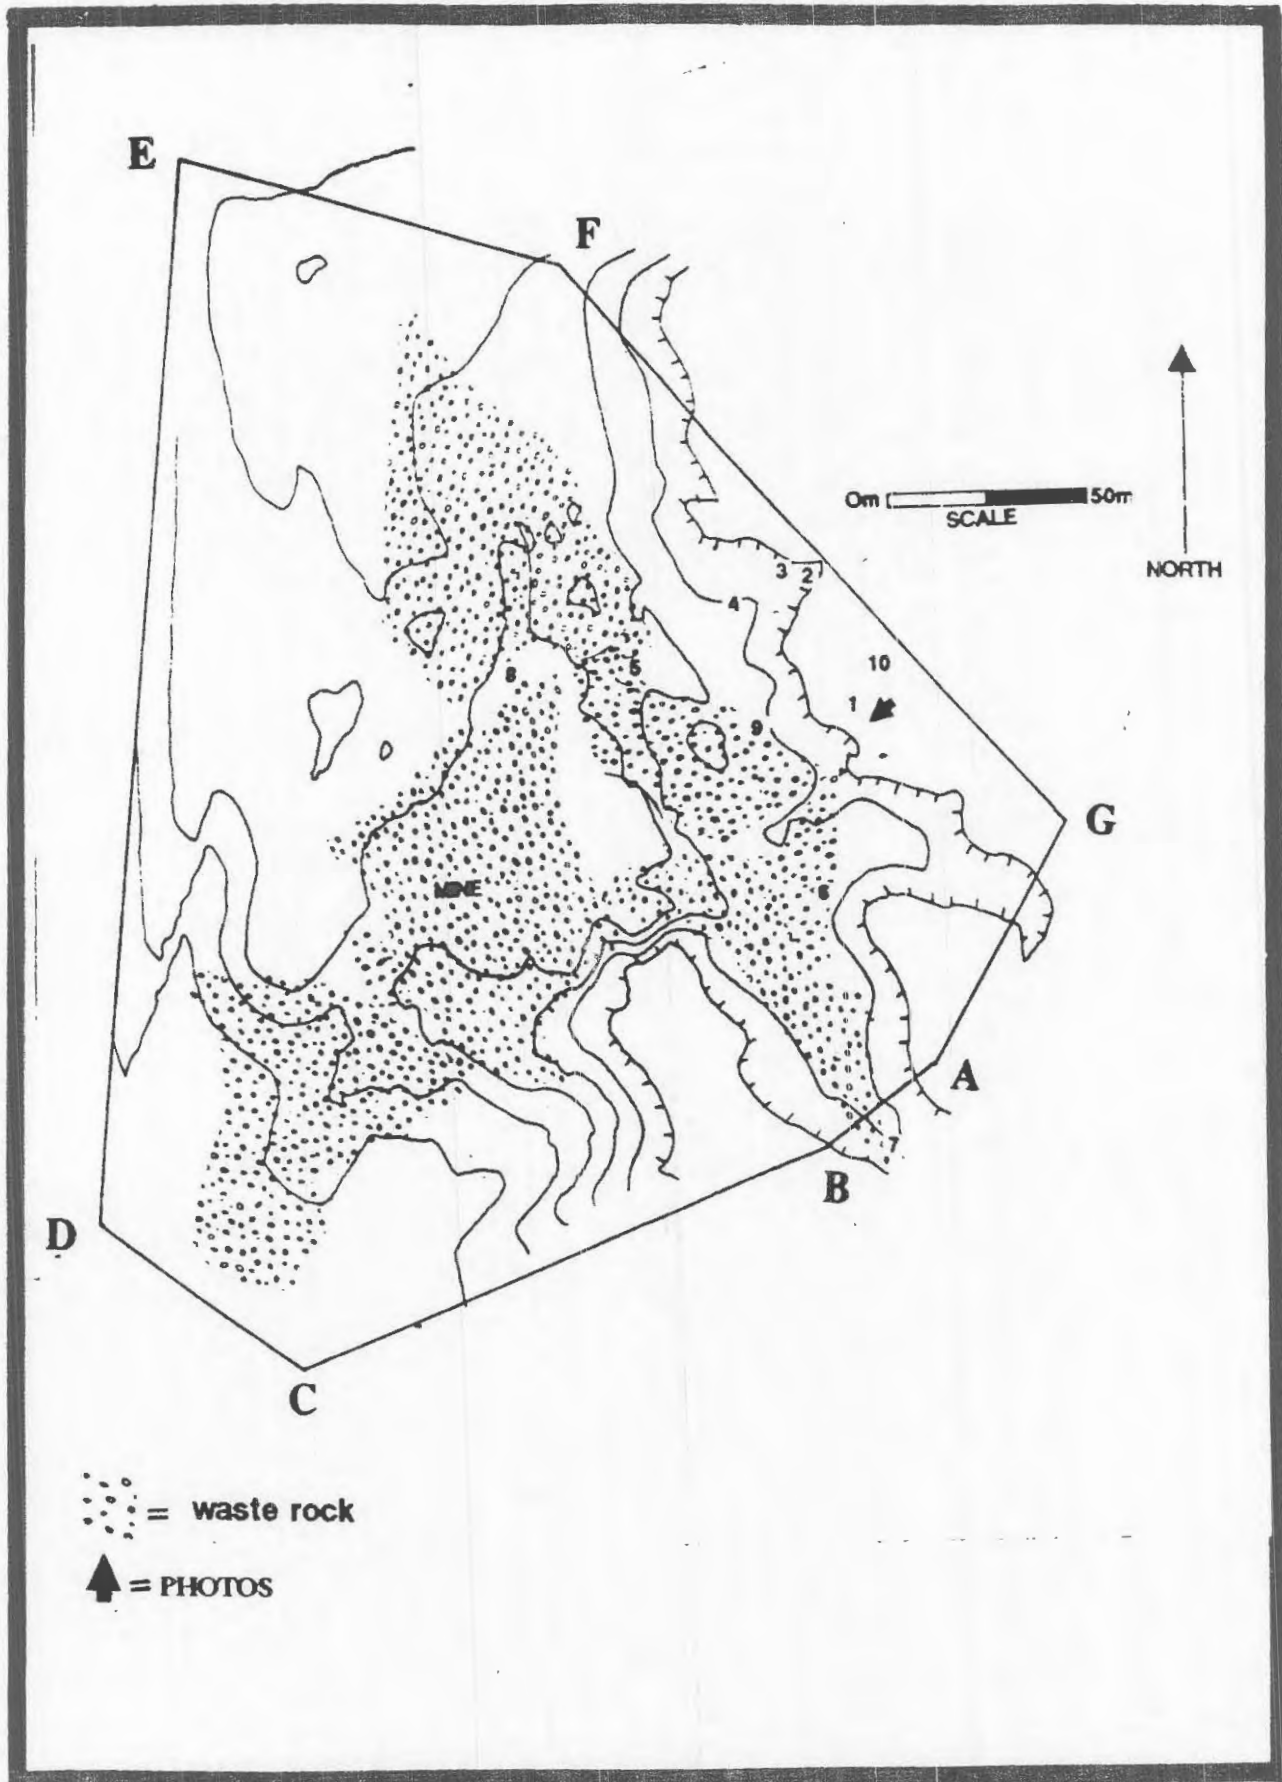 E
F
0m 50m
SCALE
NORTH
3 2
4
10
5
8
1
9
G
MINE
6
A
7
B
D
C
= waste rock
= PHOTOS